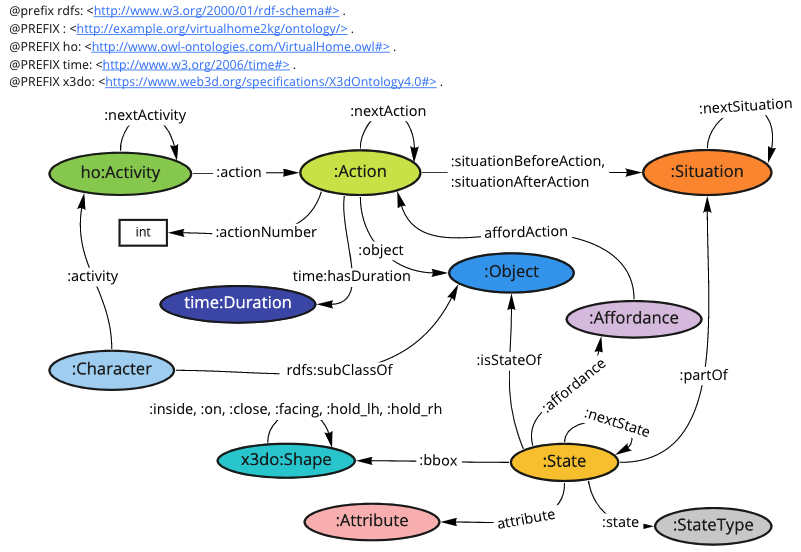 @prefix rdfs: <http://www.w3.org/2000/01/rdf-schema#> .
@PREFIX : <http://example.org/virtualhome2kg/ontology/> .
@PREFIX ho: <http://www.owl-ontologies.com/VirtualHome.owl#> .
@PREFIX time: <http://www.w3.org/2006/time#> .
@PREFIX x3do: <https://www.web3d.org/specifications/X3dOntology4.0#> .
:nextActivity
:nextAction
:nextSituation
ho:Activity
:action
:Action
:situationBeforeAction,
:situationAfterAction
:Situation
int
:actionNumber
affordAction
:object
:activity
time:hasDuration
:Object
time:Duration
:Affordance
:Character
rdfs:subClassOf
:isStateOf
:affordance
:partOf
:inside, :on, :close, :facing, :hold_lh, :hold_rh
:nextState
x3do:Shape
:bbox
:State
:Attribute
attribute
:state
:StateType